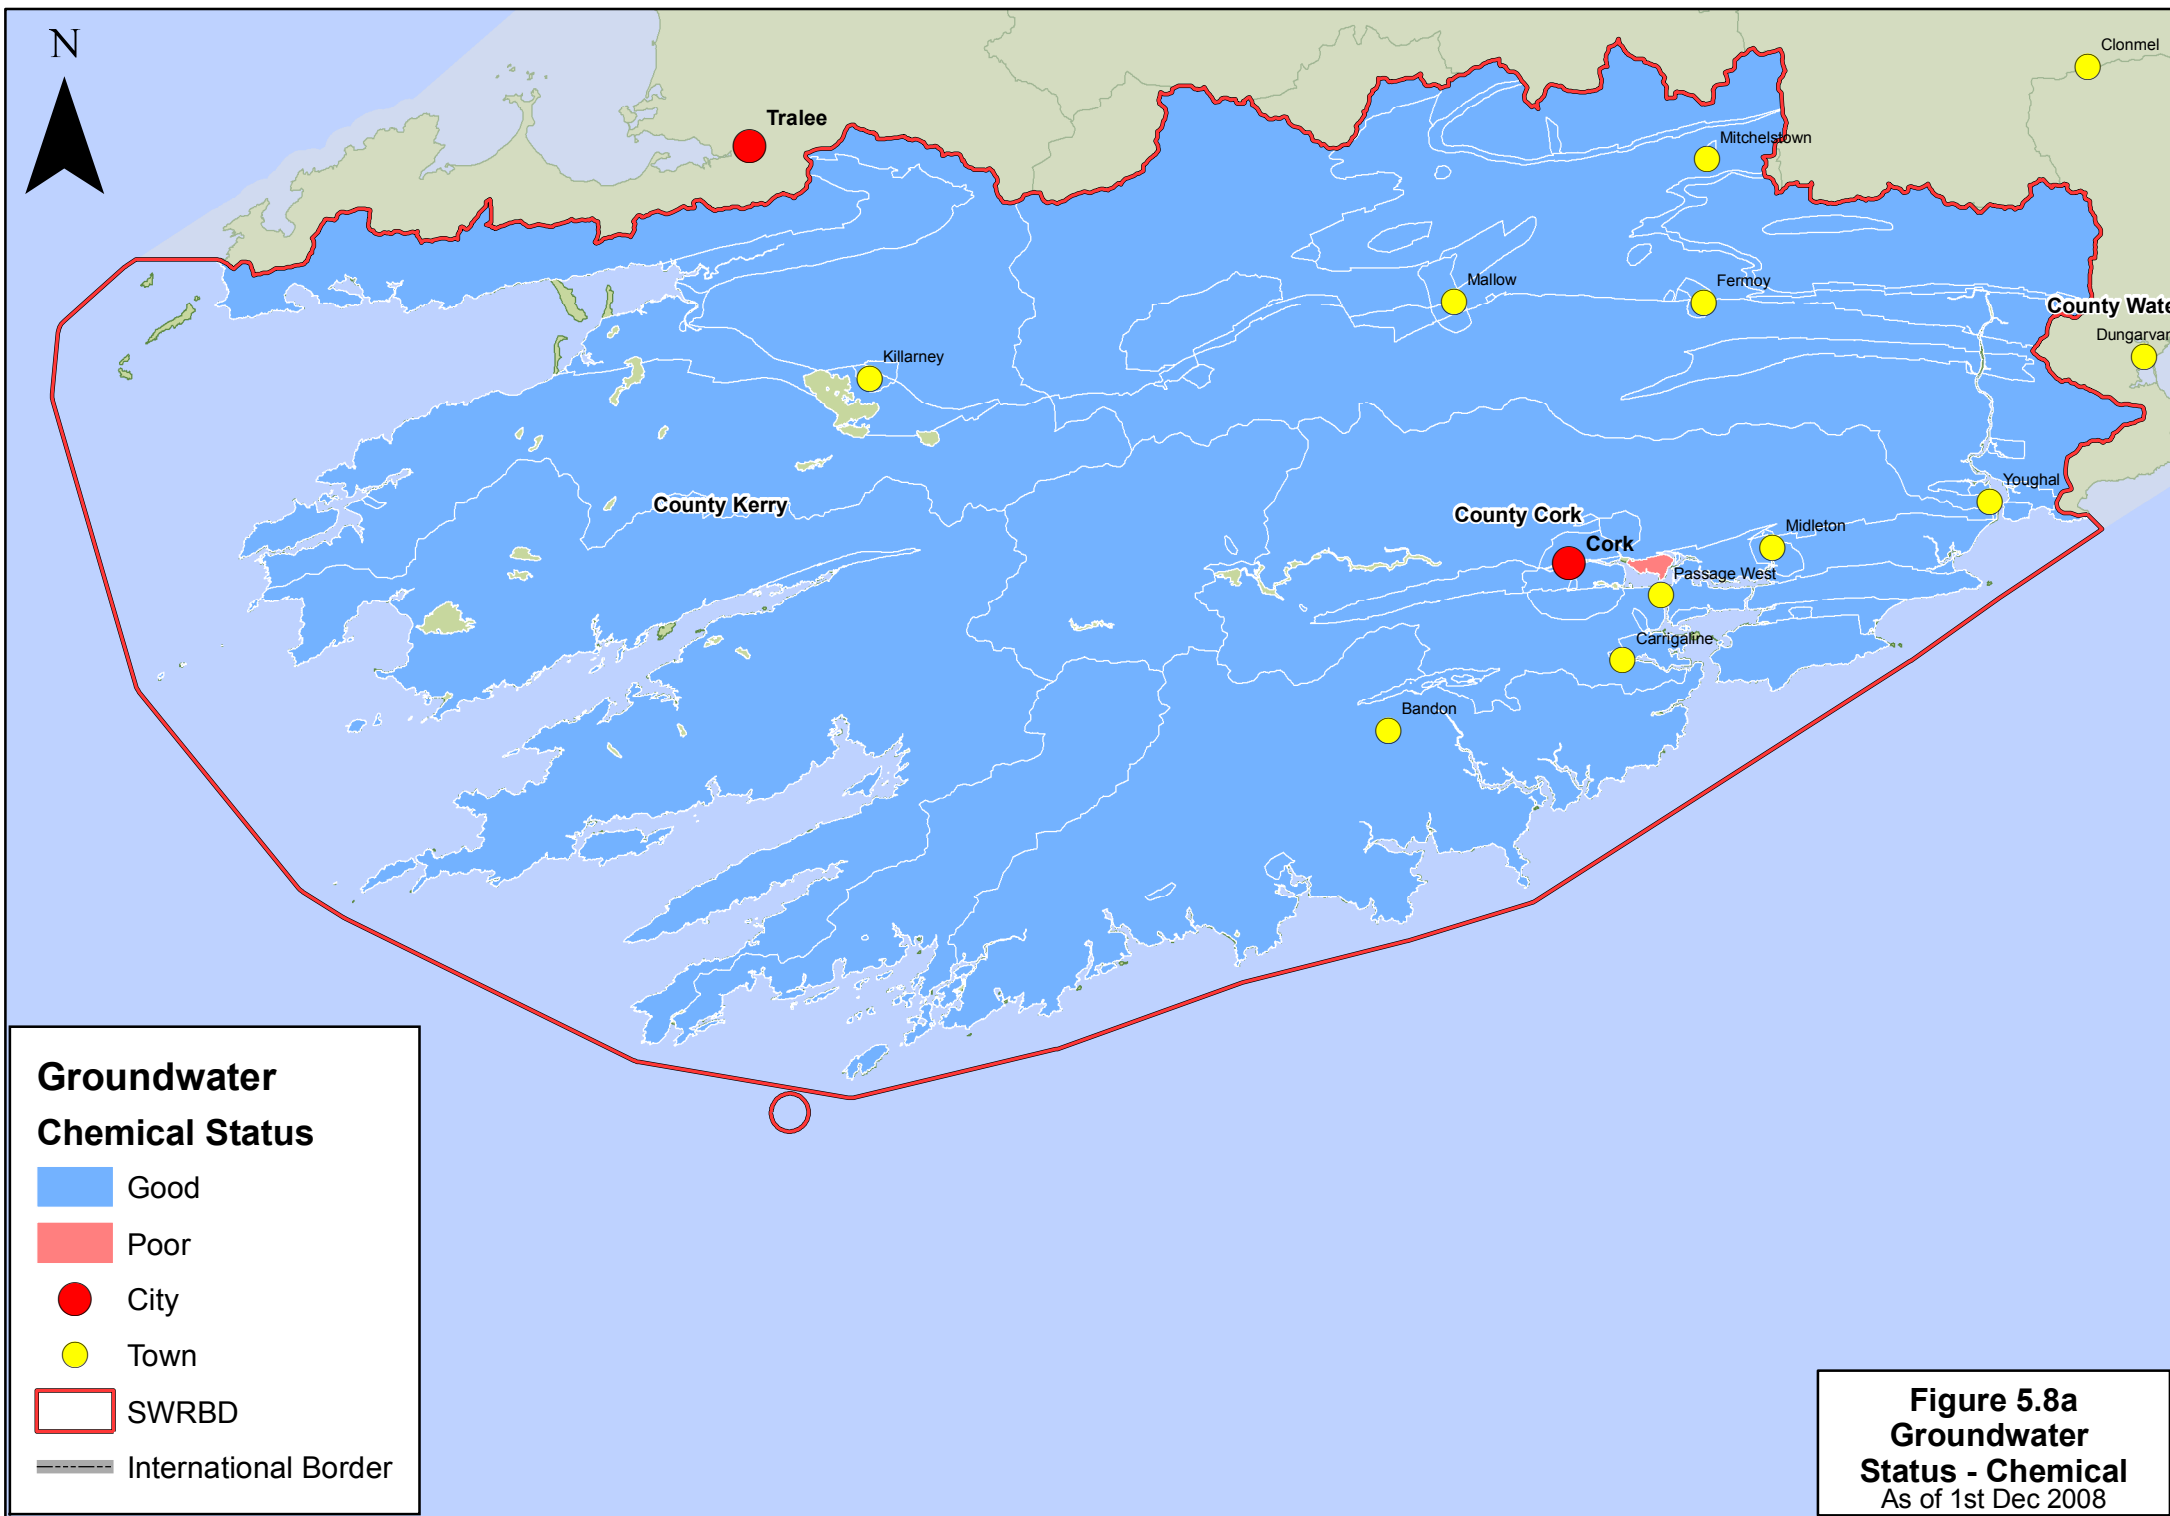 N
Clonmel
Tralee
Mitchelstown
Mallow
Fermoy
County Wate
Dungarvan
Killarney
County Kerry
Youghal
County Cork
Cork
Midleton
Passage West
Carrigaline
Bandon
Groundwater
Chemical Status
Good
Poor
City
Town
SWRBD
International Border
Figure 5.8a
Groundwater
Status - Chemical
As of 1st Dec 2008